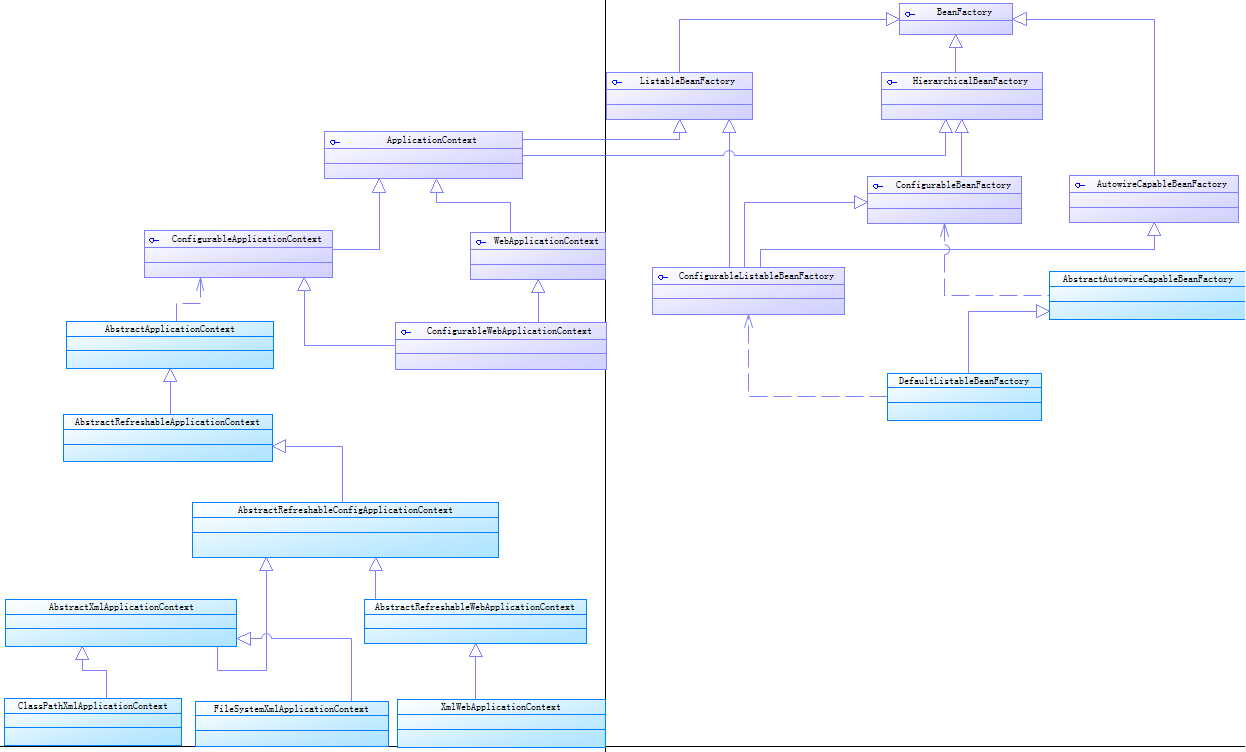 BeanFactory
ListableBeanFactory
HierarchicalBeanFactory
ApplicationContext
ConfigurableBeanFactory
AutowireCapableBeanFactory
ConfigurableApplicationContext
WebApplicationContext
ConfigurableListableBeanFactory
AbstractAutowireCapableBeanFactory
AbstractApplicationContext
ConfigurableWebApplicationContext
DefaultListableBeanFactory
AbstractRefreshableApplicationContext
AbstractRefreshableConfigApplicationContext
AbstractXmlApplicationContext
AbstractRefreshableWebApplicationContext
ClassPathXmlApplicationContext
FileSystemXmlApplicationContext
XmlWebApplicationContext